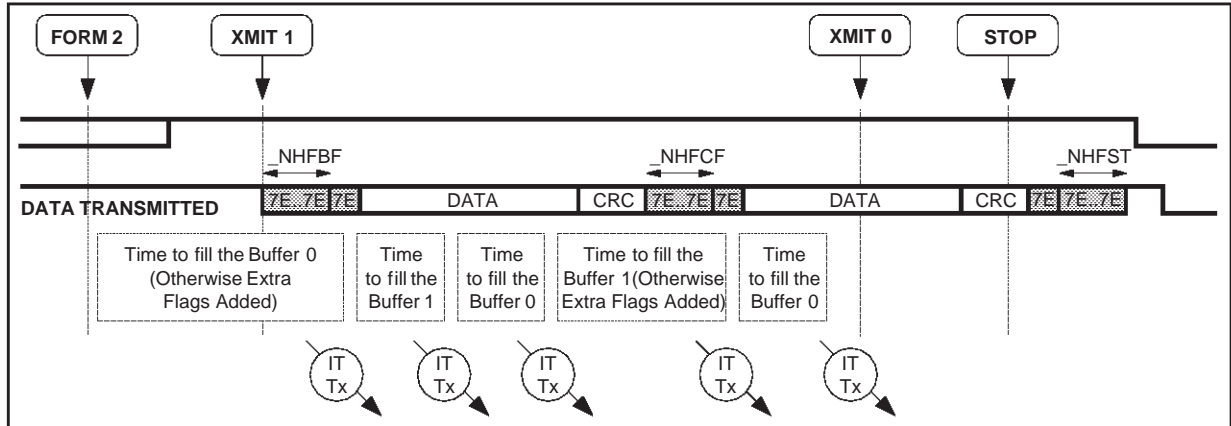 FORM 2 XMIT 1 XMIT 0 STOP
_NHFBF _NHFCF _NHFST
DATA TRANSMITTED 7E..7E 7E DATA CRC 7E..7E 7E DATA CRC 7E 7E..7E
Time to fill the Buffer 0
(Otherwise Extra
Flags Added)
Time
to fill the
Buffer 1
Time
to fill the
Buffer 0
Time to fill the
Buffer 1(Otherwise
Extra Flags Added)
Time
to fill the
Buffer 0
IT
Tx
IT
Tx
IT
Tx
IT
Tx
IT
Tx